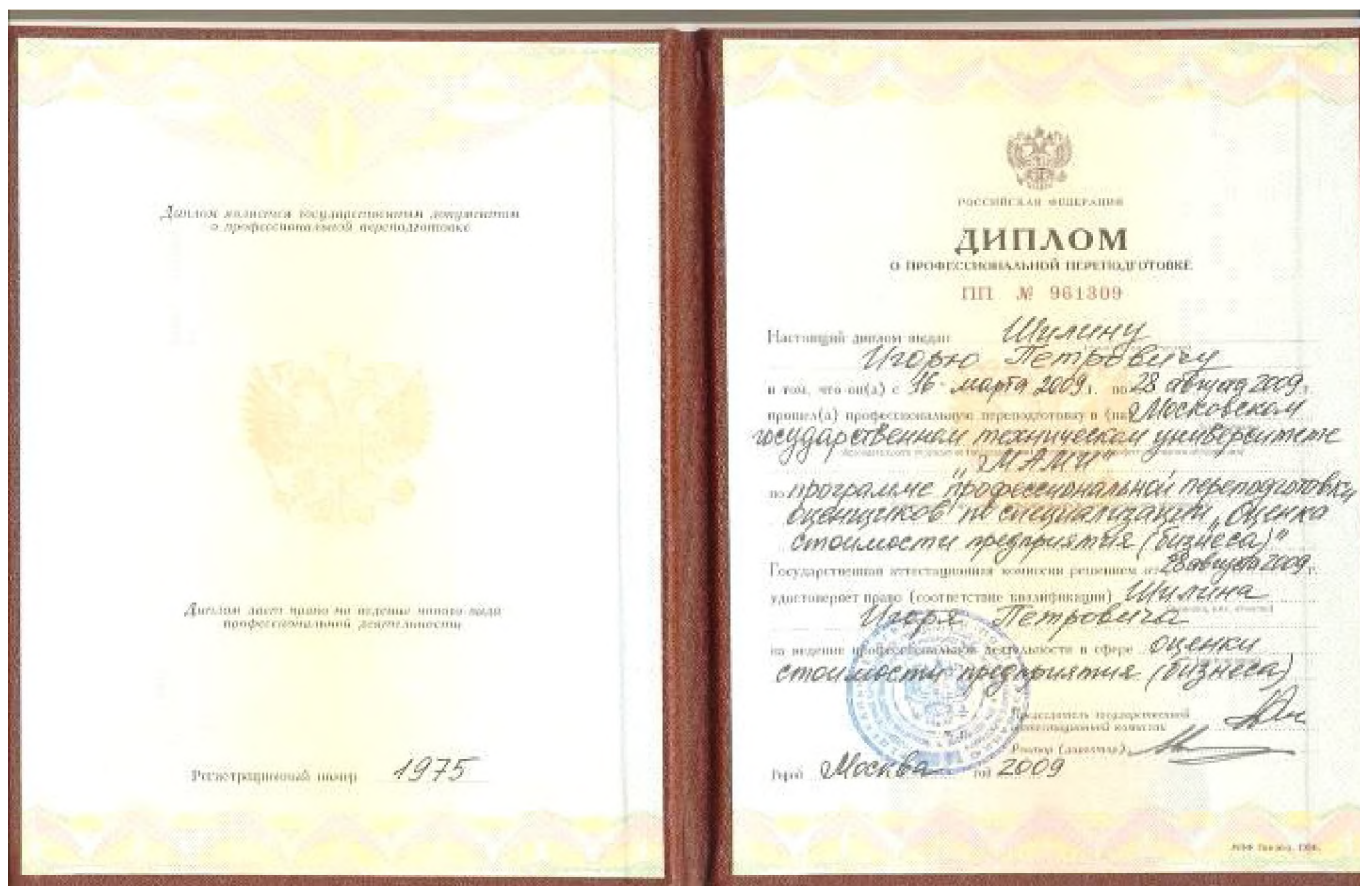 Диплом является государственным документом
о профессиональной переподготовке
Диплом дает право на ведение нового вида
профессиональной деятельности
Регистрационный номер 1975
РОССИЙСКАЯ ФЕДЕРАЦИЯ
ДИПЛОМ
О ПРОФЕССИОНАЛЬНОЙ ПЕРЕПОДГОТОВКЕ
ПП № 961309
Настоящий диплом выдан Шулину
Игорю Петровичу
в том, что он(а) с 16 марта 2009 г. по 28 августа 2009 г.
прошел(а) профессиональную переподготовку в (на) Московском
государственном техническом университете
„МАМИ"
по программе профессиональной переподготовки
оценщиков по специализации „Оценка
стоимости предприятия (бизнеса)"
Государственная аттестационная комиссия решением от 28 августа 2009 г.
удостоверяет право (соответствие квалификации) Шулина
Игоря Петровича
на ведение профессиональной деятельности в сфере оценки
стоимости предприятия (бизнеса)
Председатель государственной
аттестационной комиссии
Ректор (директор)
Город Москва год 2009